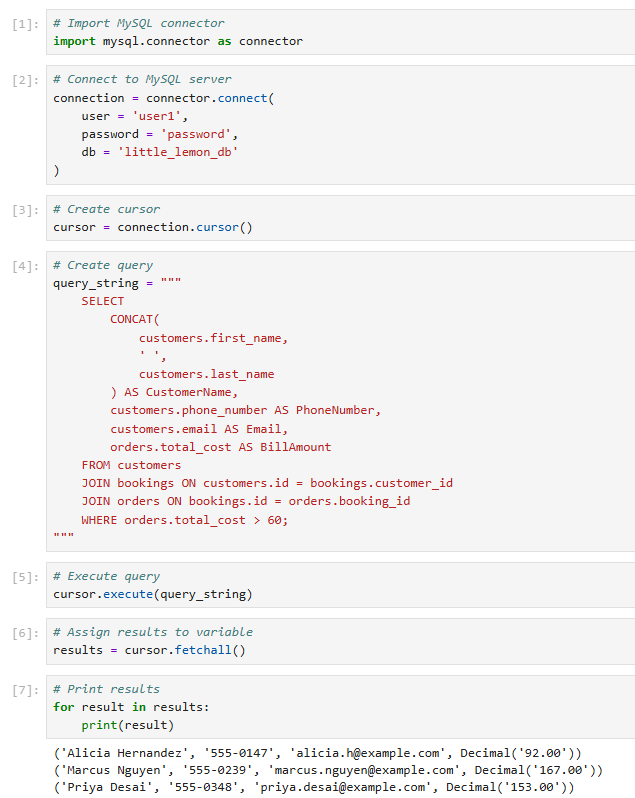 [1]: # Import MySQL connector
import mysql.connector as connector
[2]: # Connect to MySQL server
connection = connector.connect(
    user = 'user1',
    password = 'password',
    db = 'little_lemon_db'
)
[3]: # Create cursor
cursor = connection.cursor()
[4]: # Create query
query_string = """
    SELECT
        CONCAT(
            customers.first_name,
            ' ',
            customers.last_name
        ) AS CustomerName,
        customers.phone_number AS PhoneNumber,
        customers.email AS Email,
        orders.total_cost AS BillAmount
    FROM customers
    JOIN bookings ON customers.id = bookings.customer_id
    JOIN orders ON bookings.id = orders.booking_id
    WHERE orders.total_cost > 60;
"""
[5]: # Execute query
cursor.execute(query_string)
[6]: # Assign results to variable
results = cursor.fetchall()
[7]: # Print results
for result in results:
    print(result)
('Alicia Hernandez', '555-0147', 'alicia.h@example.com', Decimal('92.00'))
('Marcus Nguyen', '555-0239', 'marcus.nguyen@example.com', Decimal('167.00'))
('Priya Desai', '555-0348', 'priya.desai@example.com', Decimal('153.00'))